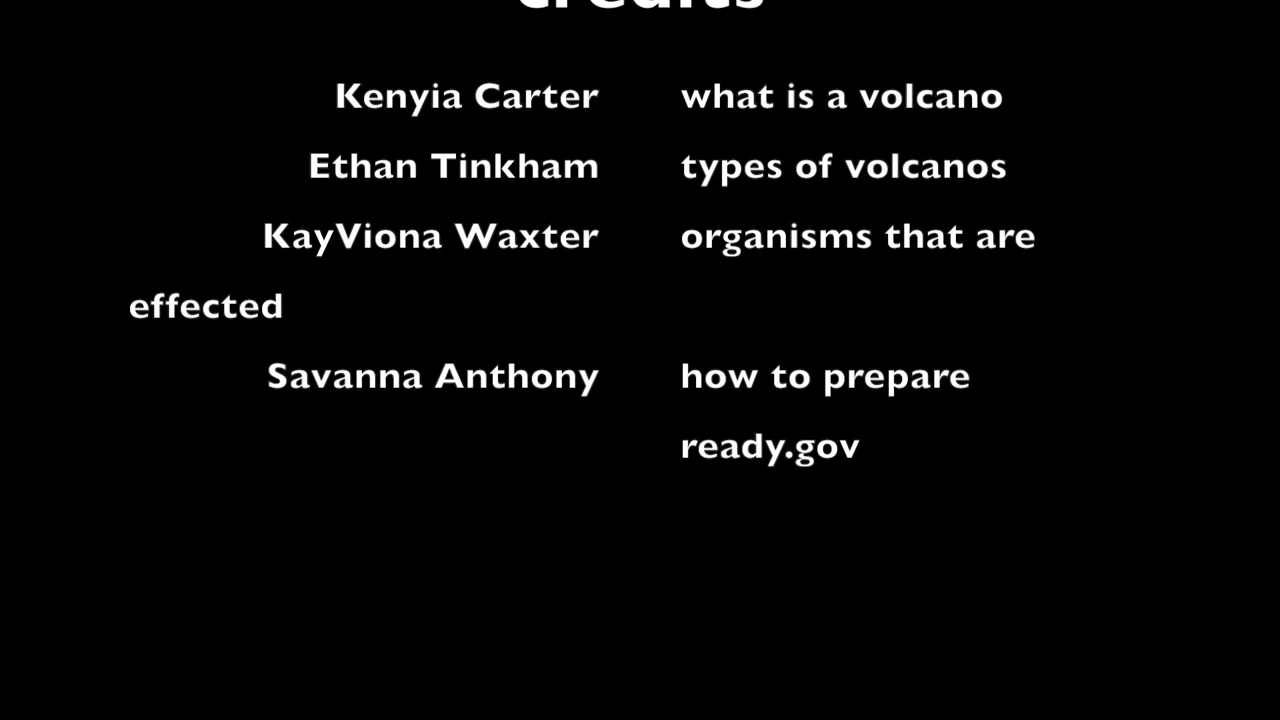 credits
Kenyia Carter what is a volcano
Ethan Tinkham types of volcanos
KayViona Waxter organisms that are
effected
Savanna Anthony how to prepare
ready.gov